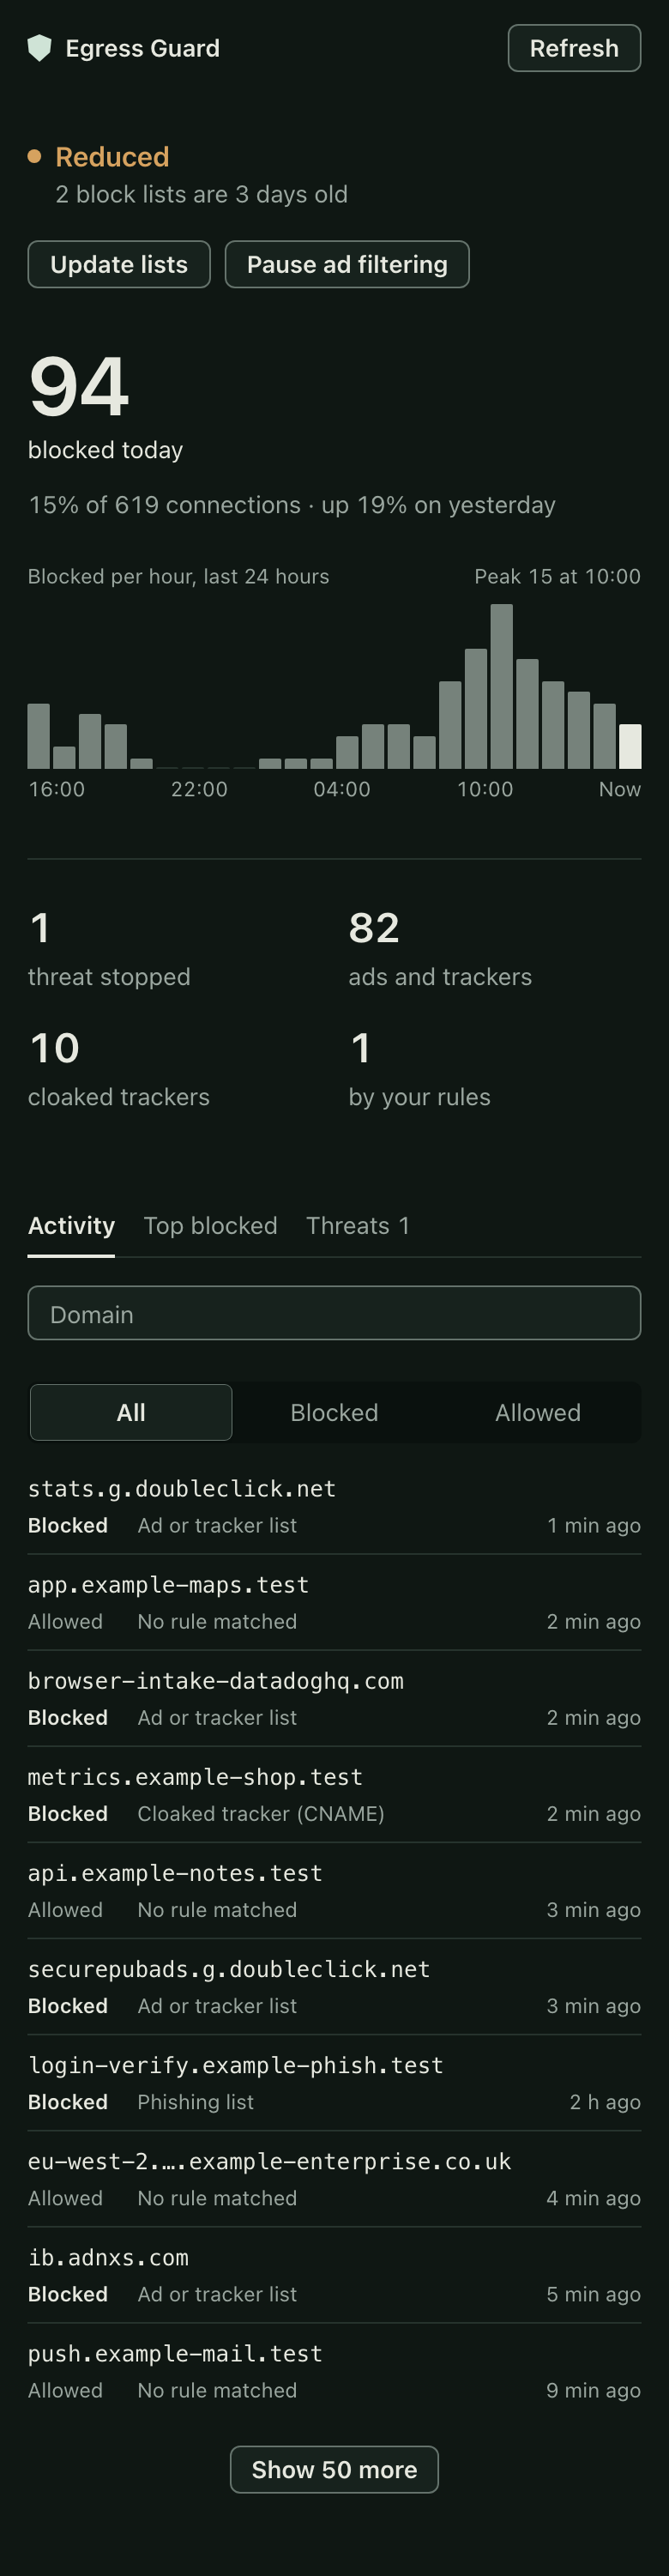 Egress Guard
Refresh
Reduced
2 block lists are 3 days old
Update lists
Pause ad filtering
94
blocked today
15% of 619 connections · up 19% on yesterday
Blocked per hour, last 24 hours
Peak 15 at 10:00
16:00 22:00 04:00 10:00 Now
1
threat stopped
82
ads and trackers
10
cloaked trackers
1
by your rules
Activity Top blocked Threats 1
Domain
All Blocked Allowed
stats.g.doubleclick.net
Blocked Ad or tracker list 1 min ago
app.example-maps.test
Allowed No rule matched 2 min ago
browser-intake-datadoghq.com
Blocked Ad or tracker list 2 min ago
metrics.example-shop.test
Blocked Cloaked tracker (CNAME) 2 min ago
api.example-notes.test
Allowed No rule matched 3 min ago
securepubads.g.doubleclick.net
Blocked Ad or tracker list 3 min ago
login-verify.example-phish.test
Blocked Phishing list 2 h ago
eu-west-2.….example-enterprise.co.uk
Allowed No rule matched 4 min ago
ib.adnxs.com
Blocked Ad or tracker list 5 min ago
push.example-mail.test
Allowed No rule matched 9 min ago
Show 50 more